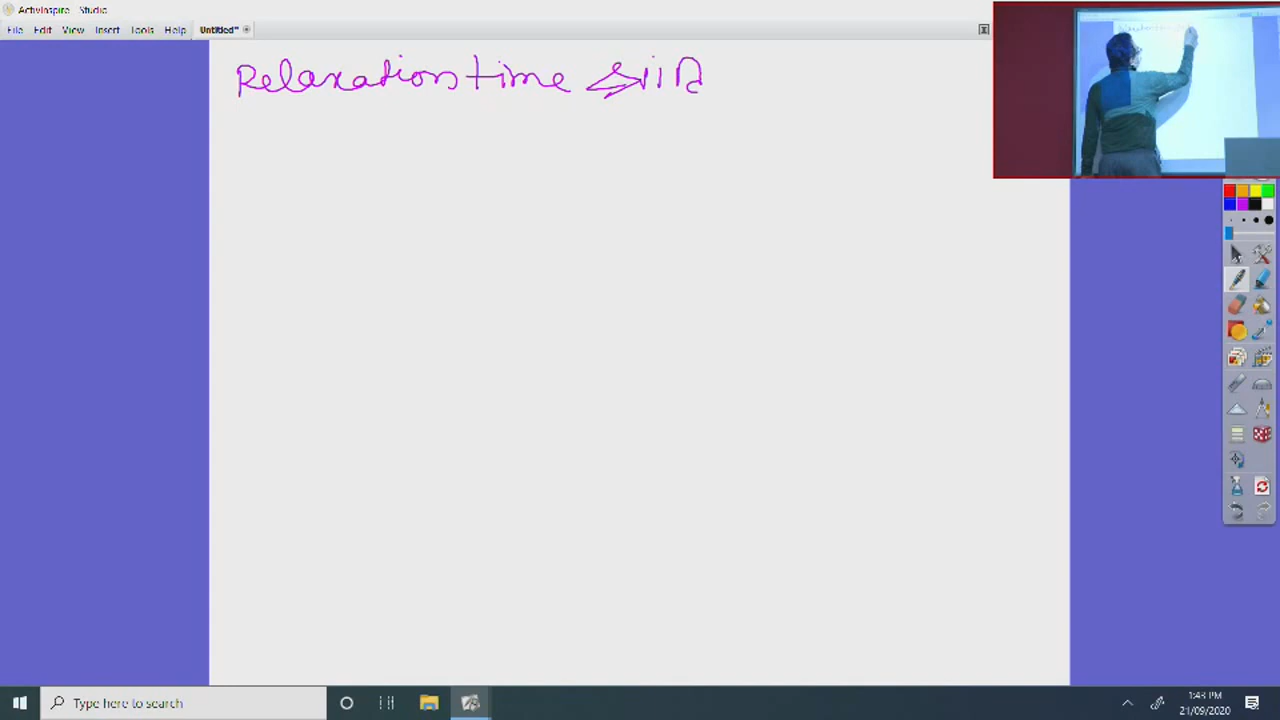 ActivInspire - Studio
File Edit View Insert Tools Help Untitled*
Relaxation time
Type here to search
1:43 PM
21/09/2020